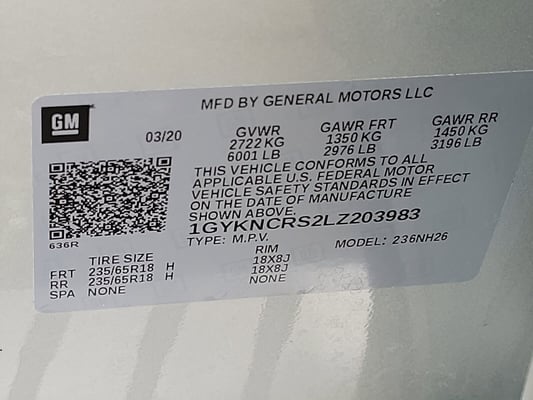 MFD BY GENERAL MOTORS LLC
GM
03/20 GVWR GAWR FRT GAWR RR
2722 KG 1350 KG 1450 KG
6001 LB 2976 LB 3196 LB
THIS VEHICLE CONFORMS TO ALL
APPLICABLE U.S. FEDERAL MOTOR
VEHICLE SAFETY STANDARDS IN EFFECT
ON THE DATE OF MANUFACTURE
SHOWN ABOVE.
636R
1GYKNCRS2LZ203983
TYPE: M.P.V. MODEL: 236NH26
TIRE SIZE RIM
FRT 235/65R18 H 18X8J
RR 235/65R18 H 18X8J
SPA NONE NONE